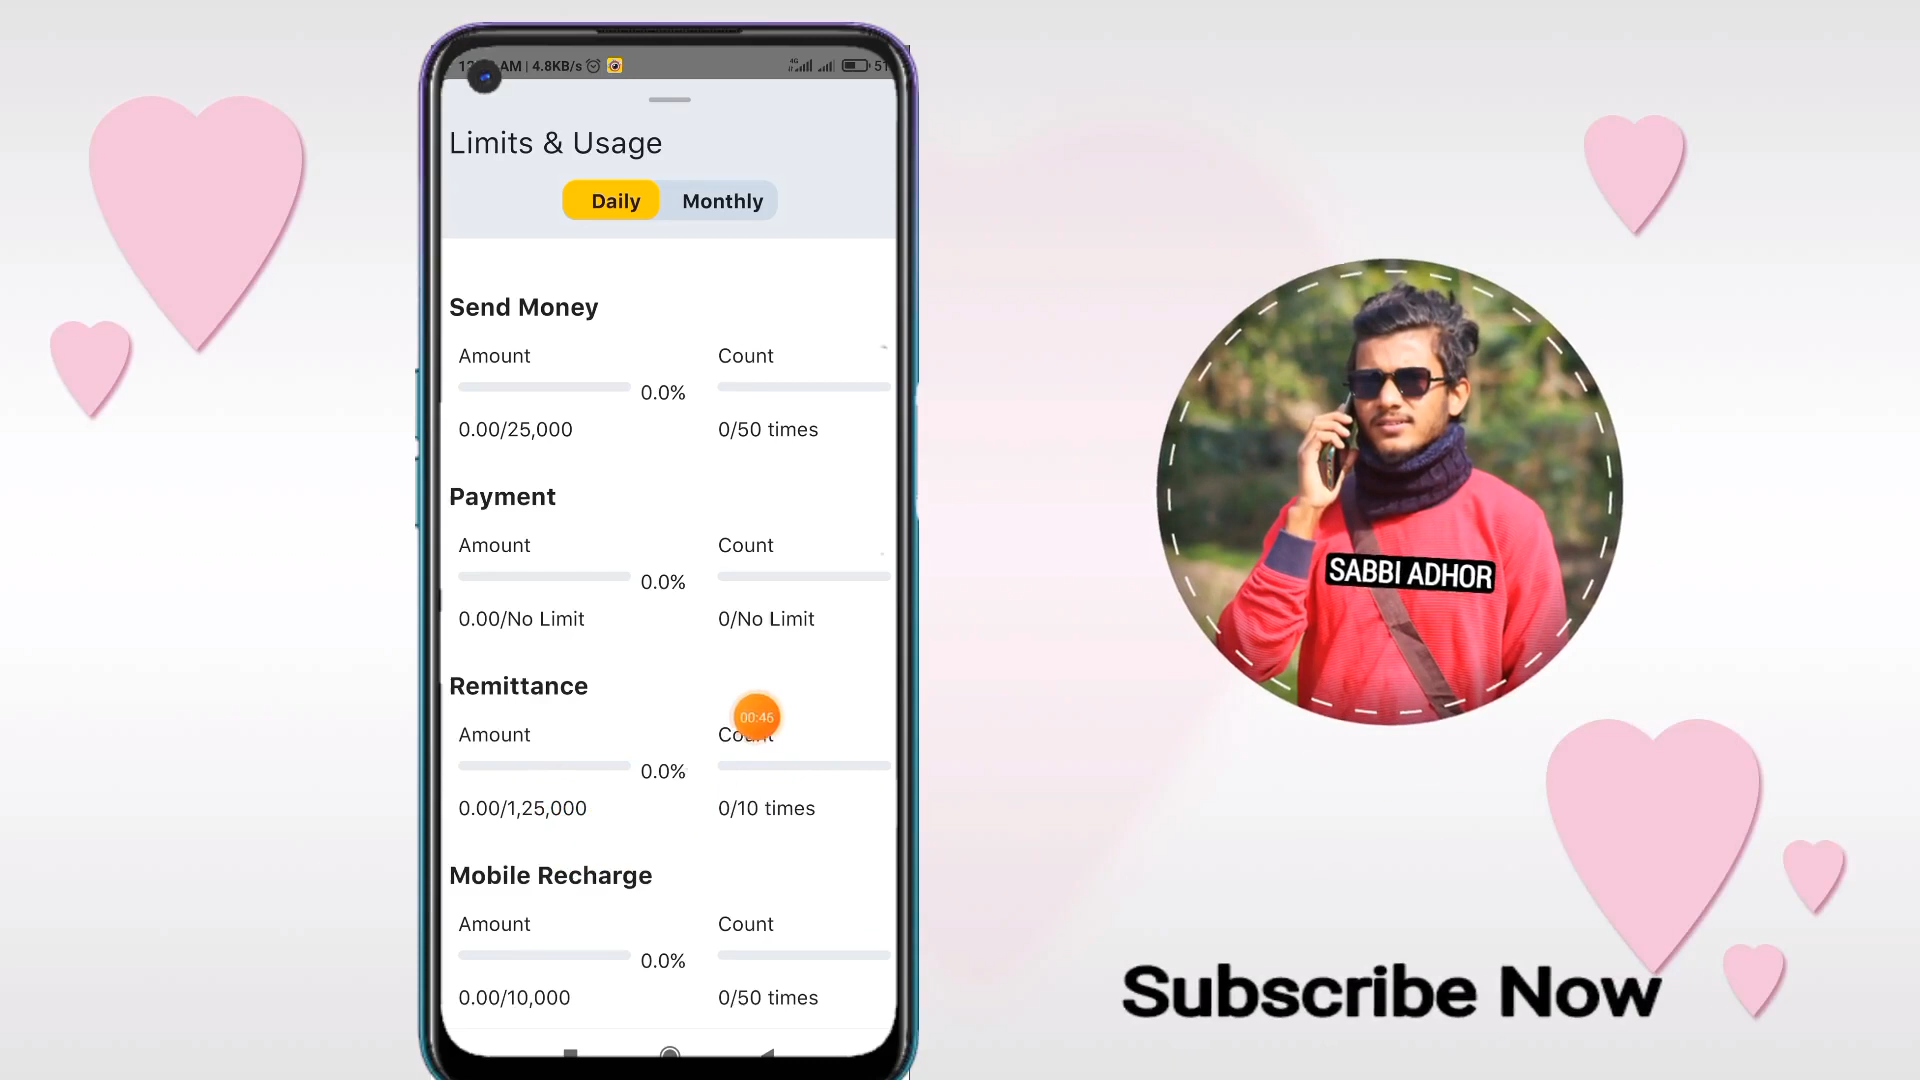 AM | 4.8KB/s
4G
Limits & Usage
Daily Monthly
Send Money
Amount Count
0.0%
0.00/25,000 0/50 times
Payment
Amount Count
0.0%
0.00/No Limit 0/No Limit
Remittance
00:46
Amount
0.0%
0.00/1,25,000 0/10 times
Mobile Recharge
Amount Count
0.0%
0.00/10,000 0/50 times
SABBI ADHOR
Subscribe Now